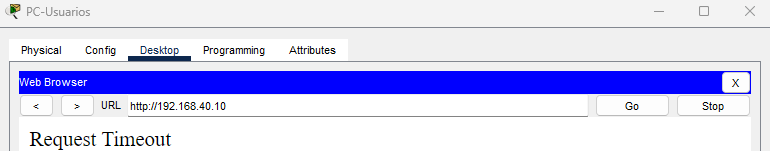 PC-Usuarios
Physical Config Desktop Programming Attributes
Web Browser X
< > URL http://192.168.40.10 Go Stop
Request Timeout